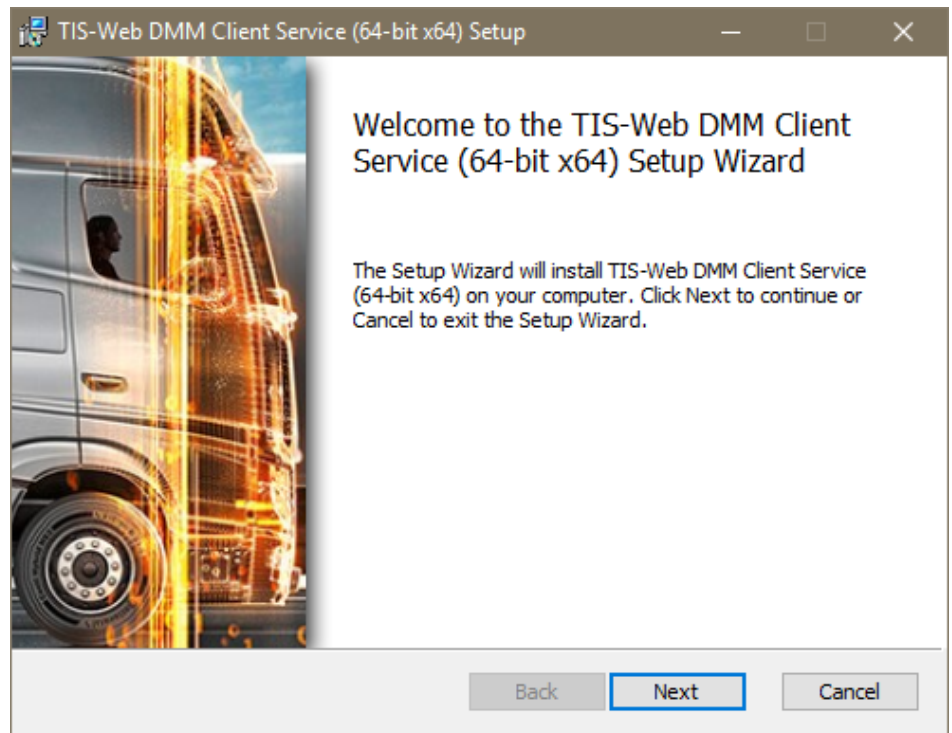 TIS-Web DMM Client Service (64-bit x64) Setup
Welcome to the TIS-Web DMM Client
Service (64-bit x64) Setup Wizard
The Setup Wizard will install TIS-Web DMM Client Service
(64-bit x64) on your computer. Click Next to continue or
Cancel to exit the Setup Wizard.
Back Next Cancel